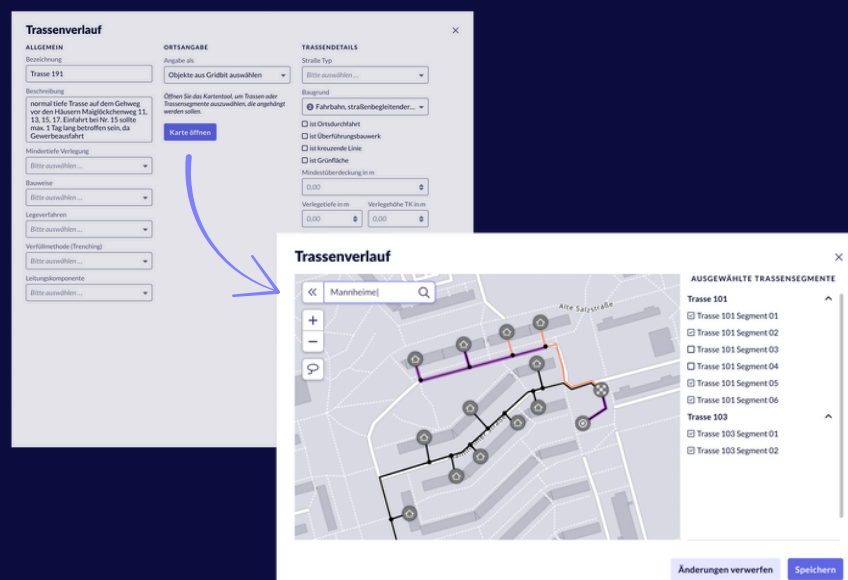 Trassenverlauf
ALLGEMEIN
Bezeichnung
Trasse 191
Beschreibung
normal tiefe Trasse auf dem Gehweg
vor den Häusern Maiglöckchenweg 11,
13, 15, 17. Einfahrt bei Nr. 15 sollte
max. 1 Tag lang betroffen sein, da
Gewerbeausfahrt
Mindertiefe Verlegung
Bitte auswählen ...
Bauweise
Bitte auswählen ...
Legeverfahren
Bitte auswählen ...
Verfüllmethode (Trenching)
Bitte auswählen ...
Leitungskomponente
Bitte auswählen ...
ORTSANGABE
Angabe als
Objekte aus Gridbit auswählen
Öffnen Sie das Kartentool, um Trassen oder
Trassensegmente auszuwählen, die angehängt
werden sollen.
Karte öffnen
TRASSENDETAILS
Straße Typ
Bitte auswählen ...
Baugrund
Fahrbahn, straßenbegleitender...
ist Ortsdurchfahrt
ist Überführungsbauwerk
ist kreuzende Linie
ist Grünfläche
Mindestüberdeckung in m
0,00
Verlegetiefe in m Verlegehöhe TK in m
0,00 0,00
Trassenverlauf
Mannheime
Alte Salzstraße
AUSGEWÄHLTE TRASSENSEGMENTE
Trasse 101
Trasse 101 Segment 01
Trasse 101 Segment 02
Trasse 101 Segment 03
Trasse 101 Segment 04
Trasse 101 Segment 05
Trasse 101 Segment 06
Trasse 103
Trasse 103 Segment 01
Trasse 103 Segment 02
Änderungen verwerfen
Speichern